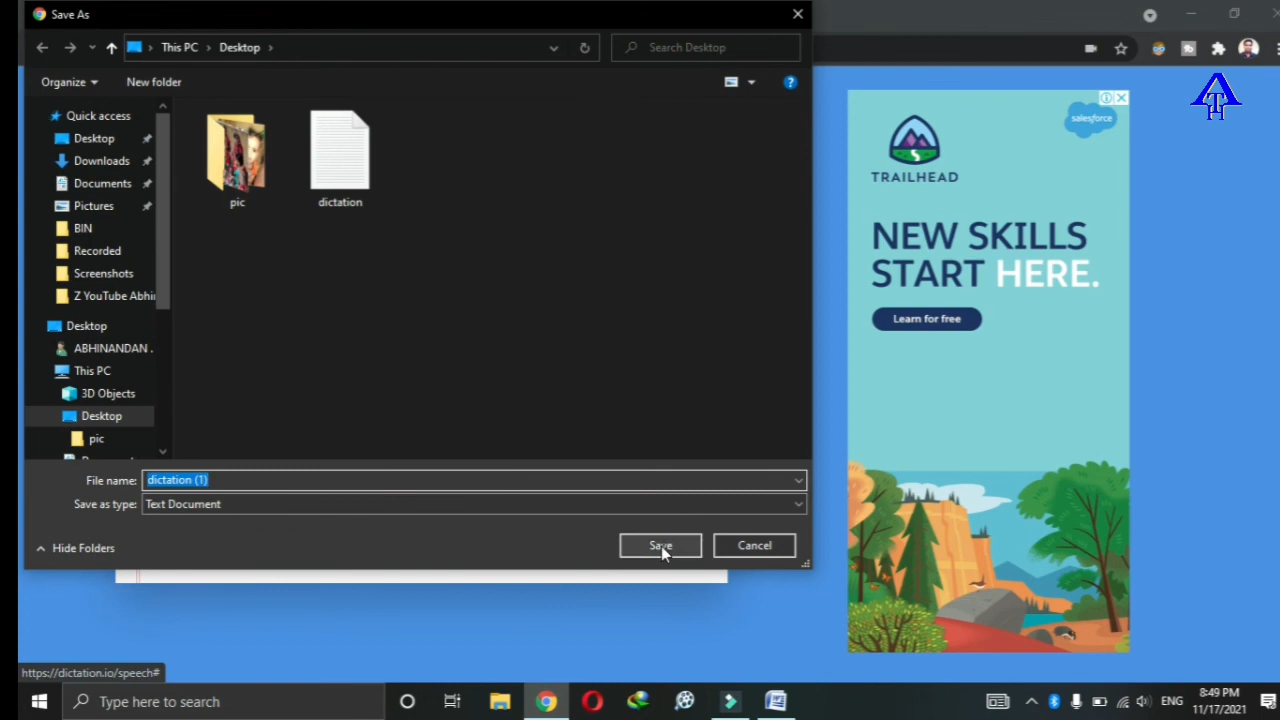 Save As
This PC > Desktop >
Search Desktop
Organize
New folder
Quick access
Desktop
Downloads
Documents
Pictures
BIN
Recorded
Screenshots
Z YouTube Abhi
Desktop
ABHINANDAN .
This PC
3D Objects
Desktop
pic
pic
dictation
File name: dictation (1)
Save as type: Text Document
Hide Folders
Save
Cancel
salesforce
TRAILHEAD
NEW SKILLS
START HERE.
Learn for free
https://dictation.io/speech#
Type here to search
ENG
8:49 PM
11/17/2021